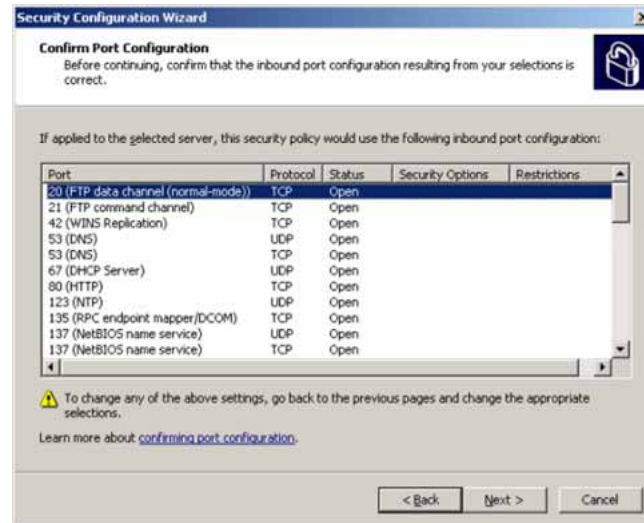 Security Configuration Wizard
Confirm Port Configuration
Before continuing, confirm that the inbound port configuration resulting from your selections is
correct.
If applied to the selected server, this security policy would use the following inbound port configuration:
Port Protocol Status Security Options Restrictions
20 (FTP data channel (normal-mode)) TCP Open
21 (FTP command channel) TCP Open
42 (WINS Replication) TCP Open
53 (DNS) UDP Open
53 (DNS) TCP Open
67 (DHCP Server) UDP Open
80 (HTTP) TCP Open
123 (NTP) UDP Open
135 (RPC endpoint mapper/DCOM) TCP Open
137 (NetBIOS name service) UDP Open
137 (NetBIOS name service) TCP Open
To change any of the above settings, go back to the previous pages and change the appropriate
selections.
Learn more about confirming port configuration.
< Back Next > Cancel